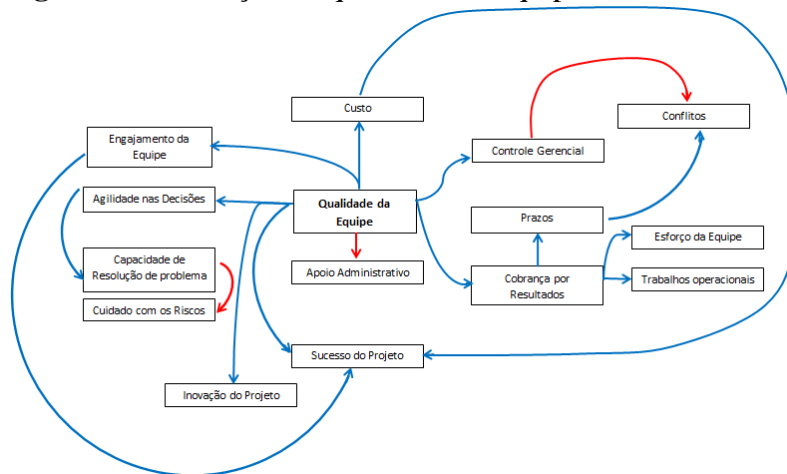 Custo
Conflitos
Engajamento da
Equipe
Controle Gerencial
Agilidade nas Decisões
Qualidade da
Equipe
Prazos
Esforço da Equipe
Capacidade de
Resolução de problema
Apoio Administrativo
Cobrança por
Resultados
Trabalhos operacionais
Cuidado com os Riscos
Sucesso do Projeto
Inovação do Projeto